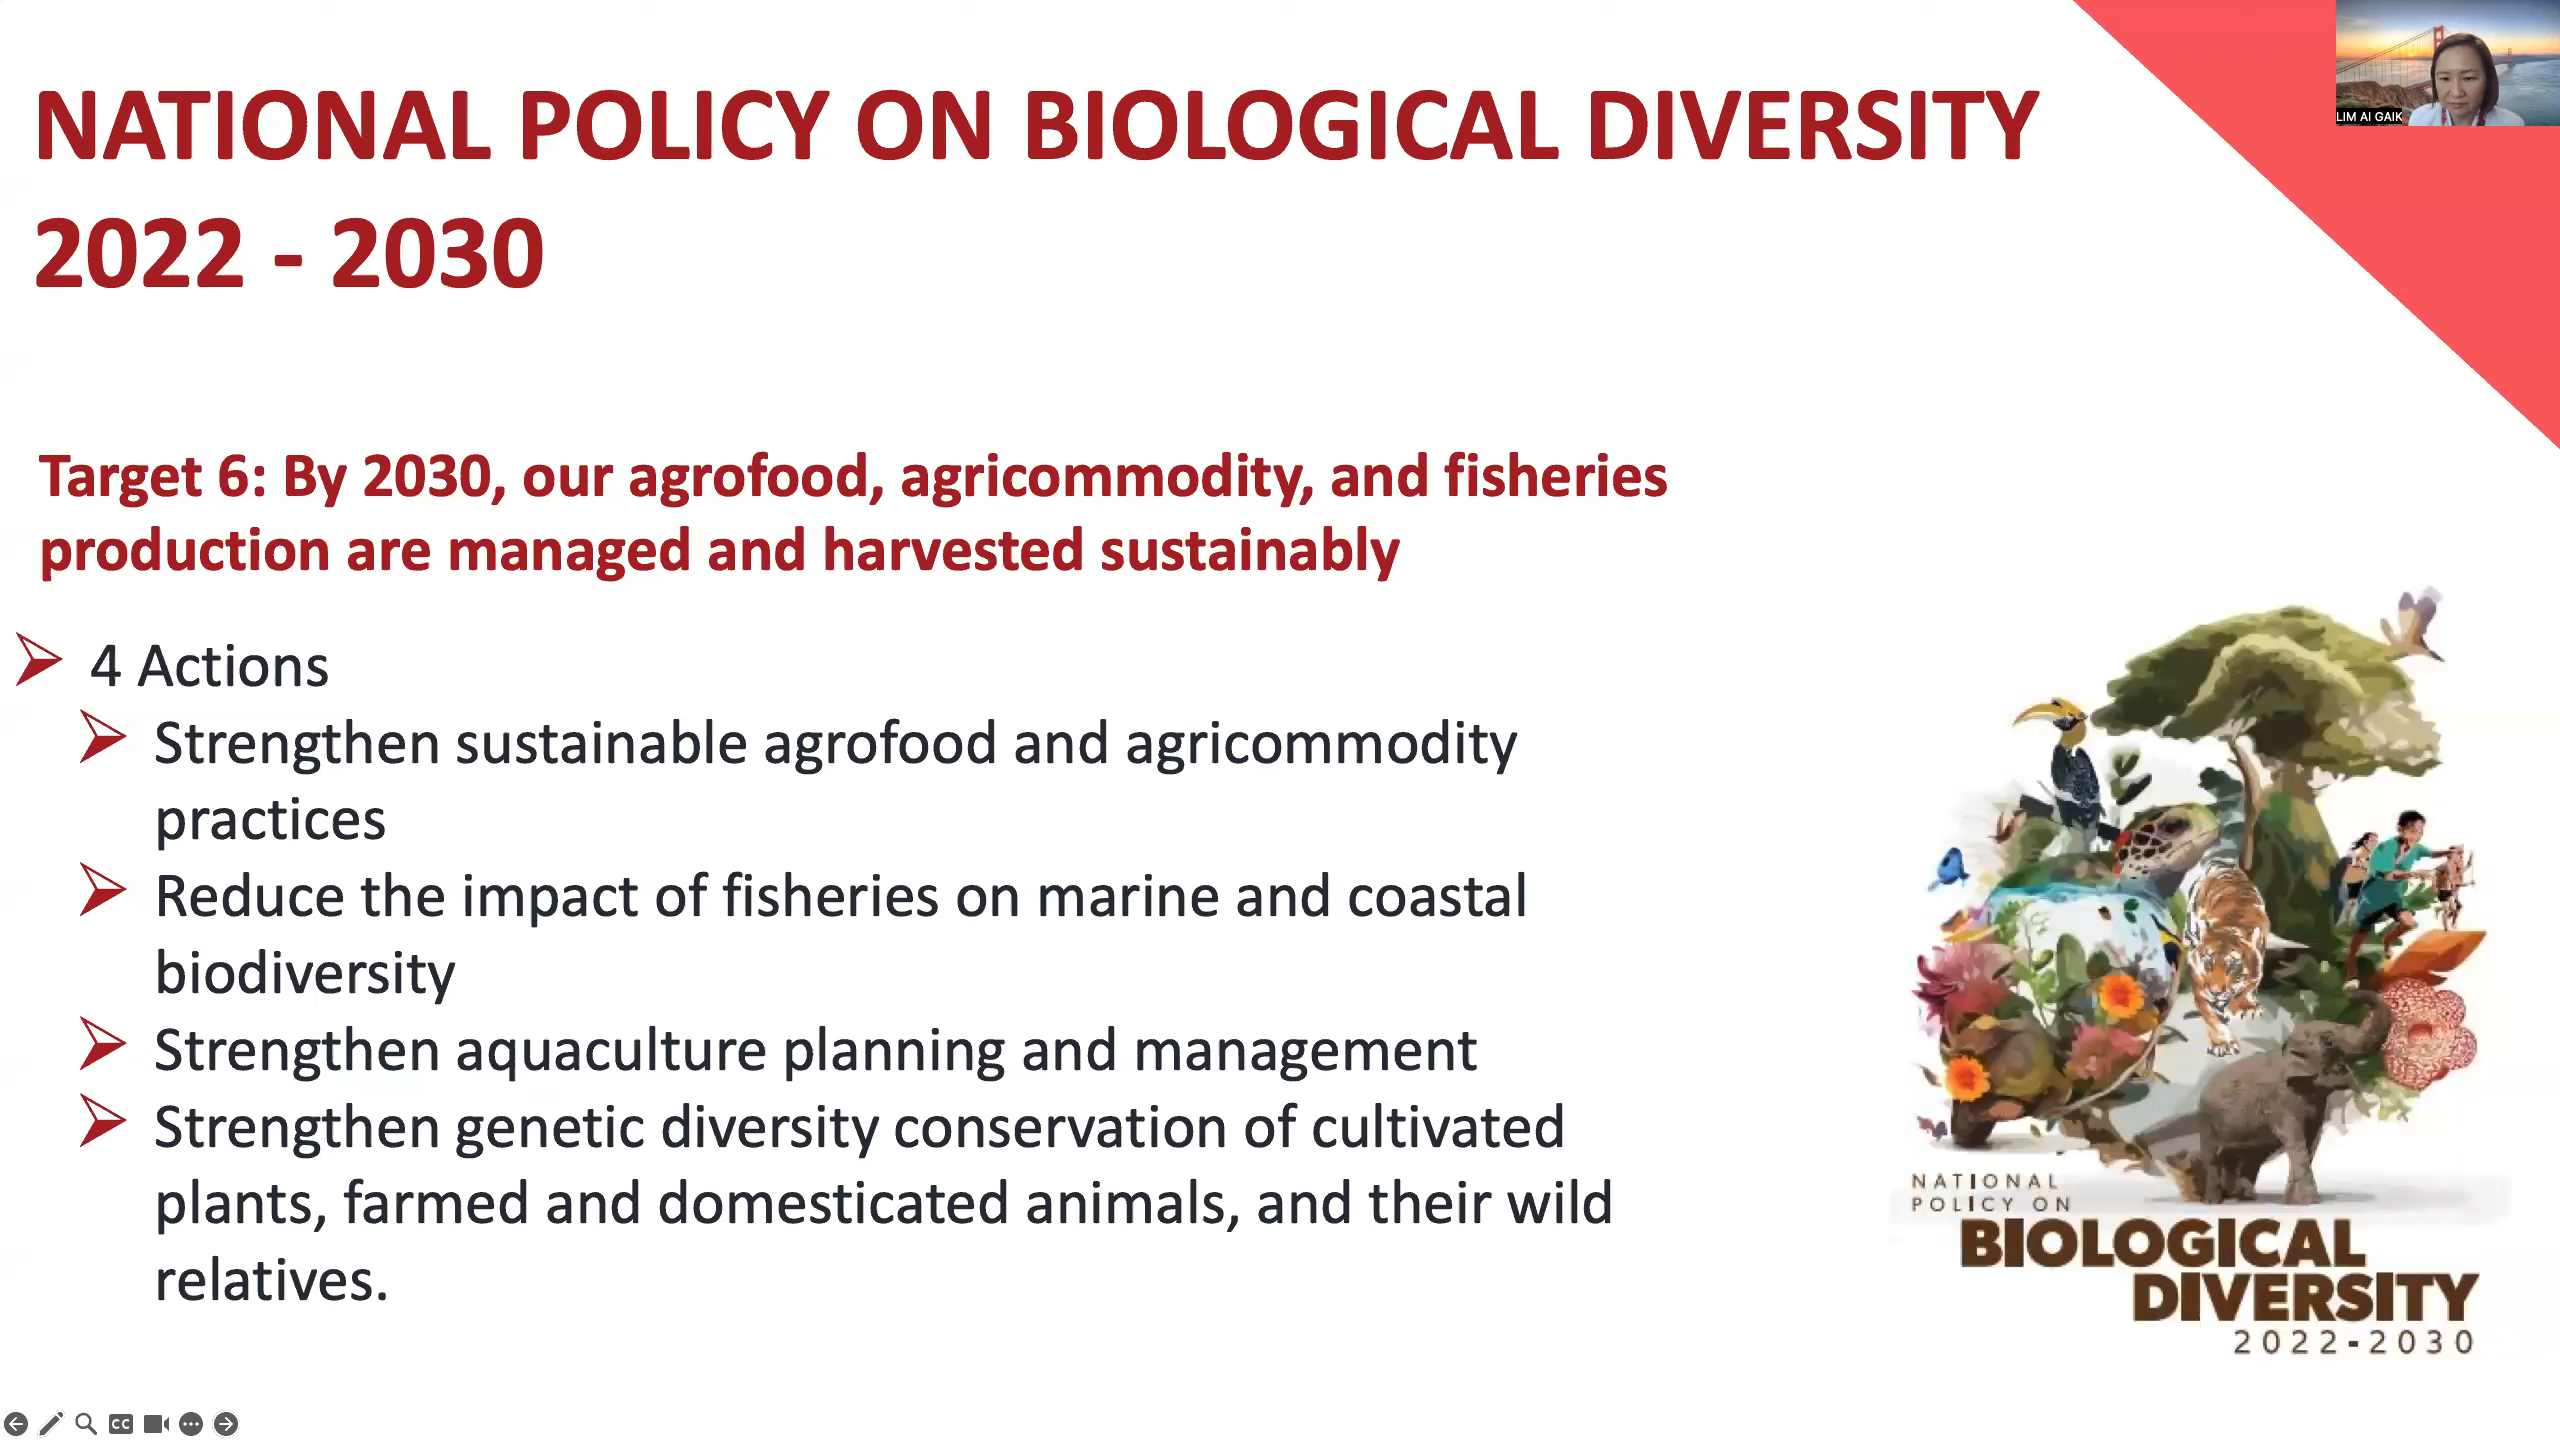 NATIONAL POLICY ON BIOLOGICAL DIVERSITY
2022 - 2030
LIM AI GAIK
Target 6: By 2030, our agrofood, agricommodity, and fisheries
production are managed and harvested sustainably
4 Actions
Strengthen sustainable agrofood and agricommodity
practices
Reduce the impact of fisheries on marine and coastal
biodiversity
Strengthen aquaculture planning and management
Strengthen genetic diversity conservation of cultivated
plants, farmed and domesticated animals, and their wild
relatives.
NATIONAL
POLICY ON
BIOLOGICAL
DIVERSITY
2022-2030
CC